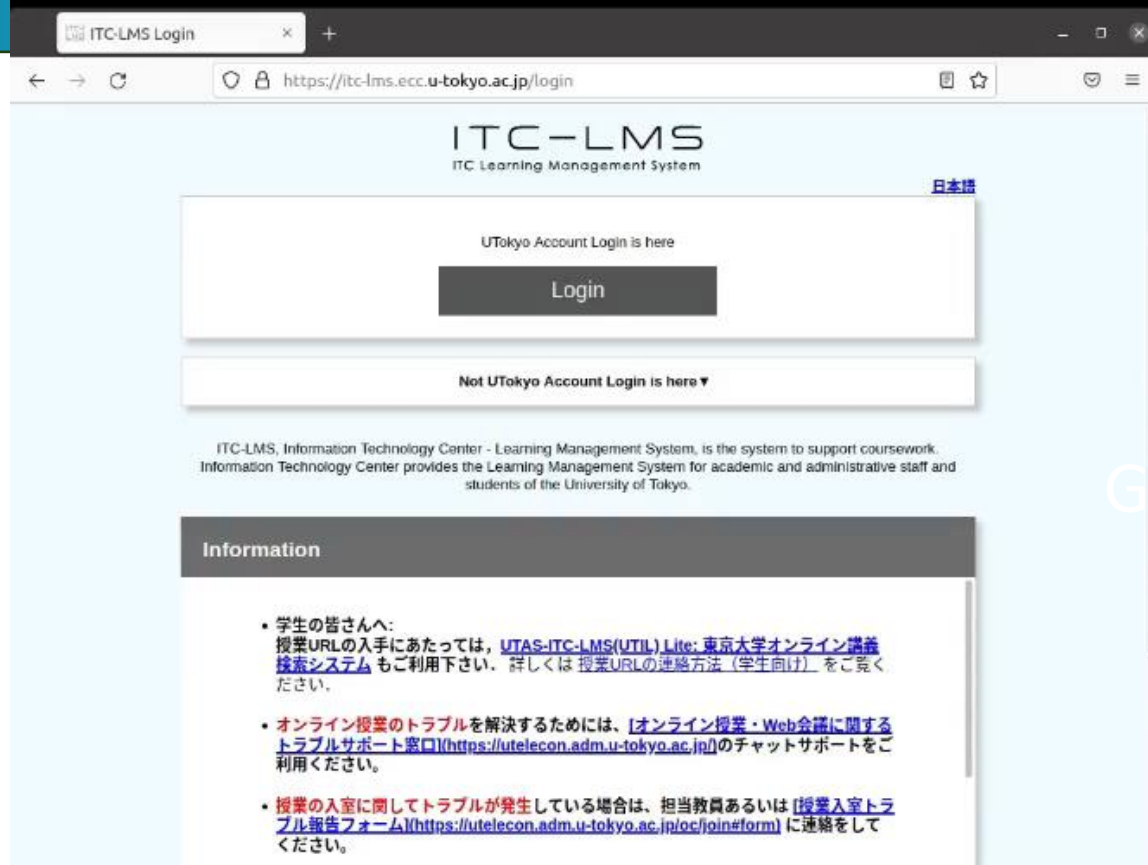 ITC-LMS Login
https://itc-lms.ecc.u-tokyo.ac.jp/login
ITC-LMS
ITC Learning Management System
日本語
UTokyo Account Login is here
Login
Not UTokyo Account Login is here▼
ITC-LMS, Information Technology Center - Learning Management System, is the system to support coursework.
Information Technology Center provides the Learning Management System for academic and administrative staff and
students of the University of Tokyo.
G
Information
• 学生の皆さんへ:
授業URLの入手にあたっては，UTAS-ITC-LMS(UTIL) Lite: 東京大学オンライン講義
検索システム もご利用下さい． 詳しくは 授業URLの連絡方法（学生向け） をご覧く
ださい．
• オンライン授業のトラブルを解決するためには、[オンライン授業・Web会議に関する
トラブルサポート窓口](https://utelecon.adm.u-tokyo.ac.jp/)のチャットサポートをご
利用ください。
• 授業の入室に関してトラブルが発生している場合は、担当教員あるいは [授業入室トラ
ブル報告フォーム](https://utelecon.adm.u-tokyo.ac.jp/oc/join#form) に連絡をして
ください。